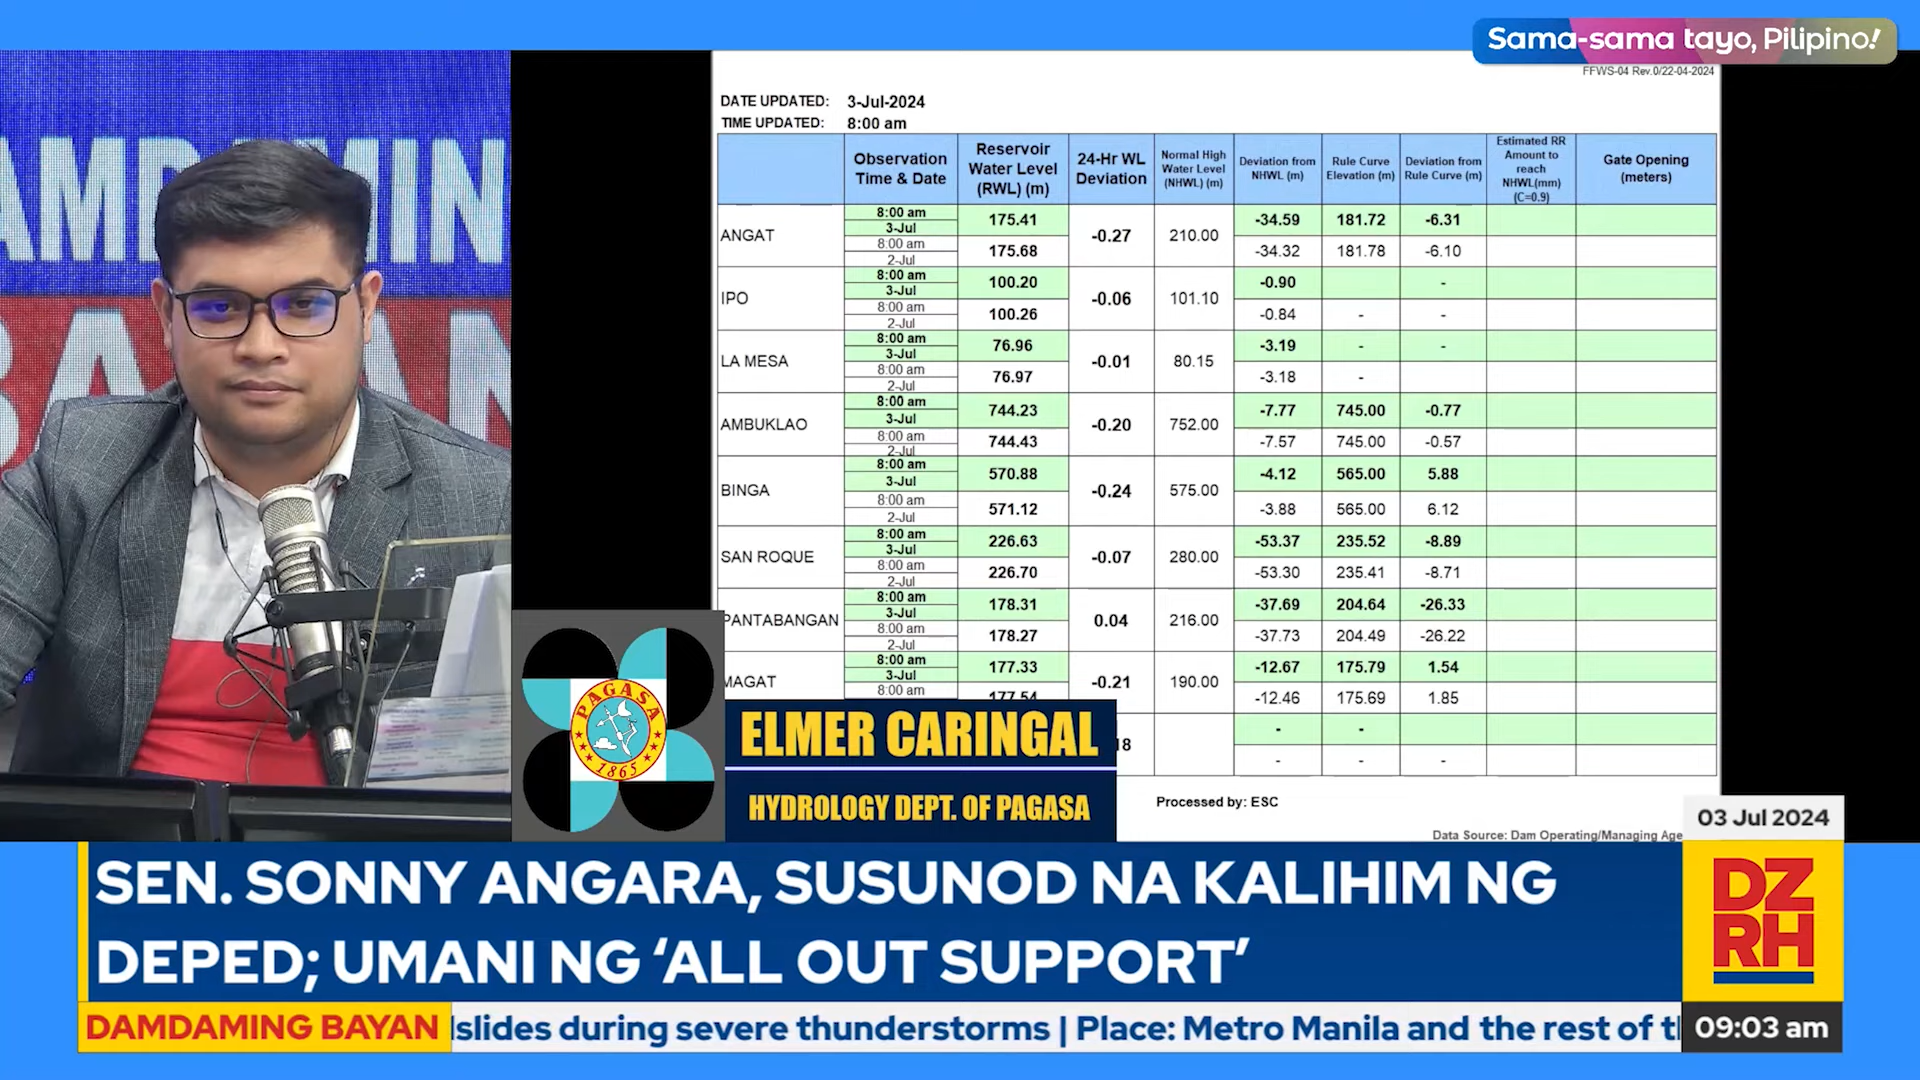 Sama-sama tayo, Pilipino!
FFWS-04 Rev.0/22-04-2024
DATE UPDATED: 3-Jul-2024
TIME UPDATED: 8:00 am
Observation Time & Date Reservoir Water Level (RWL) (m) 24-Hr WL Deviation Normal High Water Level (NHWL) (m) Deviation from NHWL (m) Rule Curve Elevation (m) Deviation from Rule Curve (m) Estimated RR Amount to reach NHWL(mm) (C=0.9) Gate Opening (meters)
ANGAT 8:00 am 3-Jul 175.41 -0.27 210.00 -34.59 181.72 -6.31
8:00 am 2-Jul 175.68 -34.32 181.78 -6.10
IPO 8:00 am 3-Jul 100.20 -0.06 101.10 -0.90 -
8:00 am 2-Jul 100.26 -0.84 - -
LA MESA 8:00 am 3-Jul 76.96 -0.01 80.15 -3.19 - -
8:00 am 2-Jul 76.97 -3.18 -
AMBUKLAO 8:00 am 3-Jul 744.23 -0.20 752.00 -7.77 745.00 -0.77
8:00 am 2-Jul 744.43 -7.57 745.00 -0.57
BINGA 8:00 am 3-Jul 570.88 -0.24 575.00 -4.12 565.00 5.88
8:00 am 2-Jul 571.12 -3.88 565.00 6.12
SAN ROQUE 8:00 am 3-Jul 226.63 -0.07 280.00 -53.37 235.52 -8.89
8:00 am 2-Jul 226.70 -53.30 235.41 -8.71
PANTABANGAN 8:00 am 3-Jul 178.31 0.04 216.00 -37.69 204.64 -26.33
8:00 am 2-Jul 178.27 -37.73 204.49 -26.22
MAGAT 8:00 am 3-Jul 177.33 -0.21 190.00 -12.67 175.79 1.54
8:00 am 177.54 -12.46 175.69 1.85
18 - -
- -
Processed by: ESC
Data Source: Dam Operating/Managing Age
PAGASA
1865
ELMER CARINGAL
HYDROLOGY DEPT. OF PAGASA
03 Jul 2024
SEN. SONNY ANGARA, SUSUNOD NA KALIHIM NG
DEPED; UMANI NG ‘ALL OUT SUPPORT’
DZ
RH
DAMDAMING BAYAN
lslides during severe thunderstorms | Place: Metro Manila and the rest of tl
09:03 am